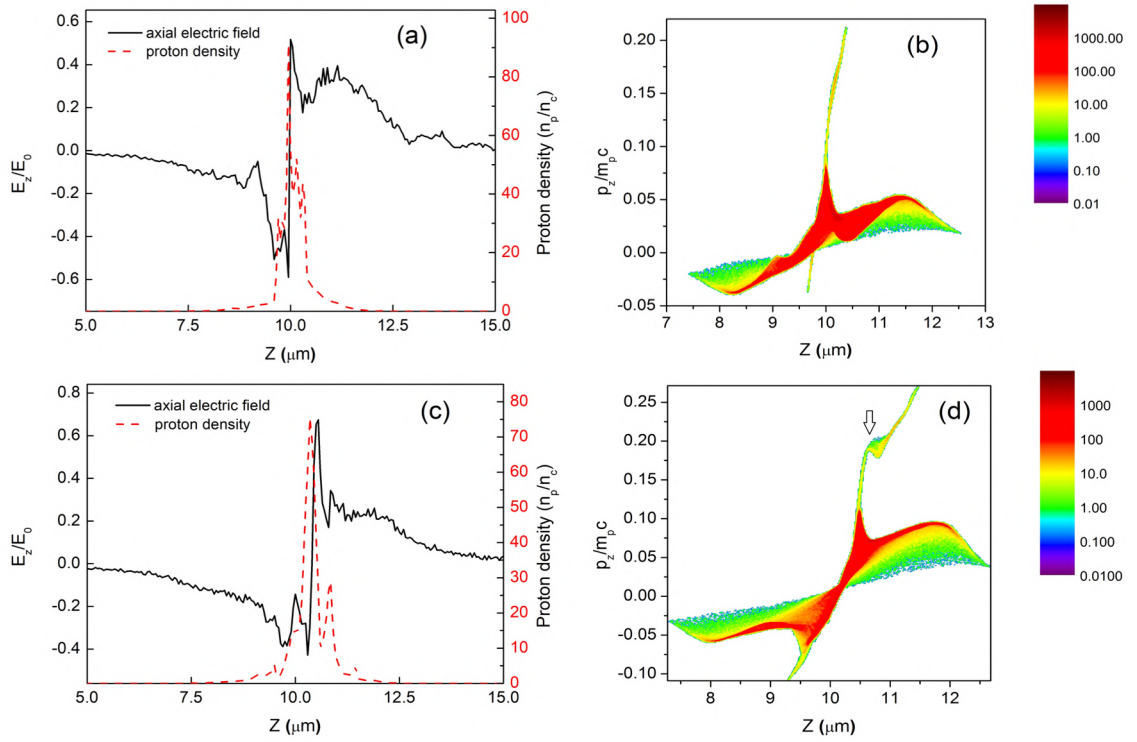 axial electric field
proton density
(a)
0.6
0.4
0.2
0.0
-0.2
-0.4
-0.6
E_z/E_0
100
80
60
40
20
0
Proton density (n_p/n_c)
5.0 7.5 10.0 12.5 15.0
Z (μm)
(b)
0.20
0.15
0.10
0.05
0.00
-0.05
p_z/m_pc
7 8 9 10 11 12 13
Z (μm)
1000.00
100.00
10.00
1.00
0.10
0.01
axial electric field
proton density
(c)
0.8
0.6
0.4
0.2
0.0
-0.2
-0.4
E_z/E_0
80
75
60
45
30
15
0
Proton density (n_p/n_c)
5.0 7.5 10.0 12.5 15.0
Z (μm)
(d)
0.25
0.20
0.15
0.10
0.05
0.00
-0.05
-0.10
p_z/m_pc
8 9 10 11 12
Z (μm)
1000
100
10.0
1.00
0.100
0.0100